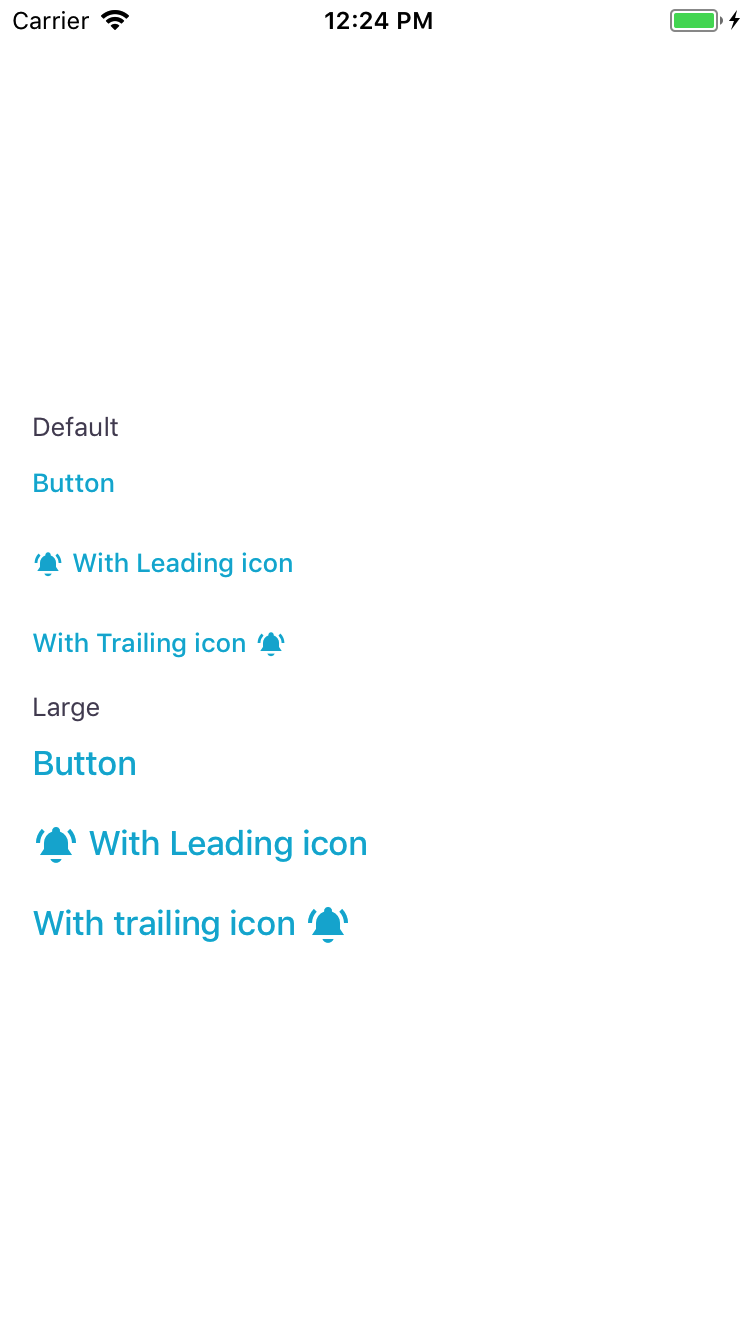 Carrier 12:24 PM
Default
Button
With Leading icon
With Trailing icon
Large
Button
With Leading icon
With trailing icon